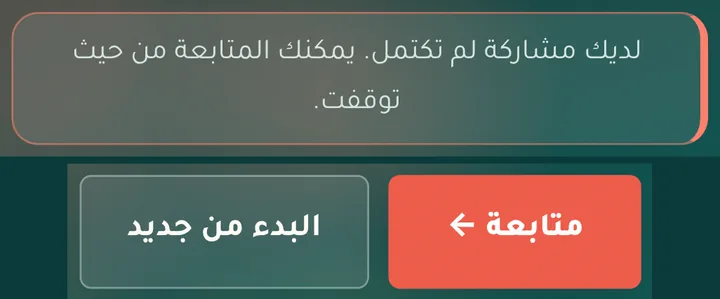 لديك مشاركة لم تكتمل. يمكنك المتابعة من حيث
توقفت.
متابعة ←
البدء من جديد